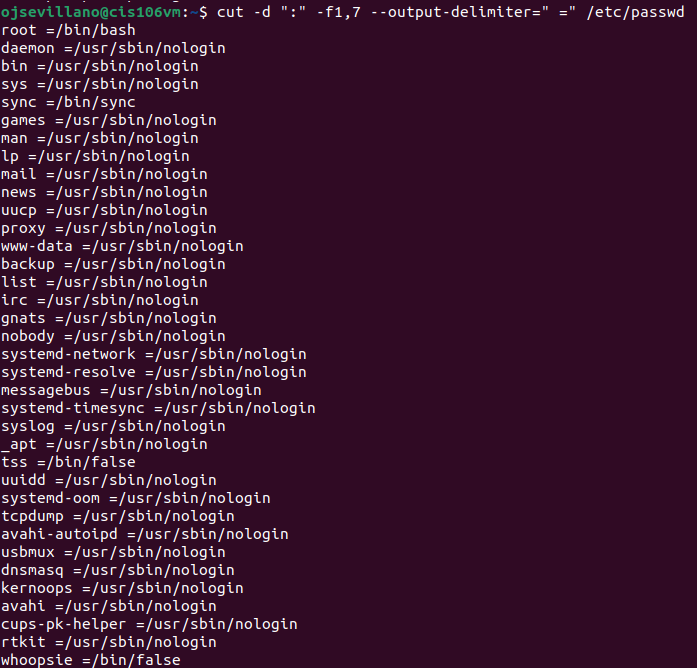 ojsevillano@cis106vm:~$ cut -d ":" -f1,7 --output-delimiter=" =" /etc/passwd
root =/bin/bash
daemon =/usr/sbin/nologin
bin =/usr/sbin/nologin
sys =/usr/sbin/nologin
sync =/bin/sync
games =/usr/sbin/nologin
man =/usr/sbin/nologin
lp =/usr/sbin/nologin
mail =/usr/sbin/nologin
news =/usr/sbin/nologin
uucp =/usr/sbin/nologin
proxy =/usr/sbin/nologin
www-data =/usr/sbin/nologin
backup =/usr/sbin/nologin
list =/usr/sbin/nologin
irc =/usr/sbin/nologin
gnats =/usr/sbin/nologin
nobody =/usr/sbin/nologin
systemd-network =/usr/sbin/nologin
systemd-resolve =/usr/sbin/nologin
messagebus =/usr/sbin/nologin
systemd-timesync =/usr/sbin/nologin
syslog =/usr/sbin/nologin
_apt =/usr/sbin/nologin
tss =/bin/false
uuidd =/usr/sbin/nologin
systemd-oom =/usr/sbin/nologin
tcpdump =/usr/sbin/nologin
avahi-autoipd =/usr/sbin/nologin
usbmux =/usr/sbin/nologin
dnsmasq =/usr/sbin/nologin
kernoops =/usr/sbin/nologin
avahi =/usr/sbin/nologin
cups-pk-helper =/usr/sbin/nologin
rtkit =/usr/sbin/nologin
whoopsie =/bin/false